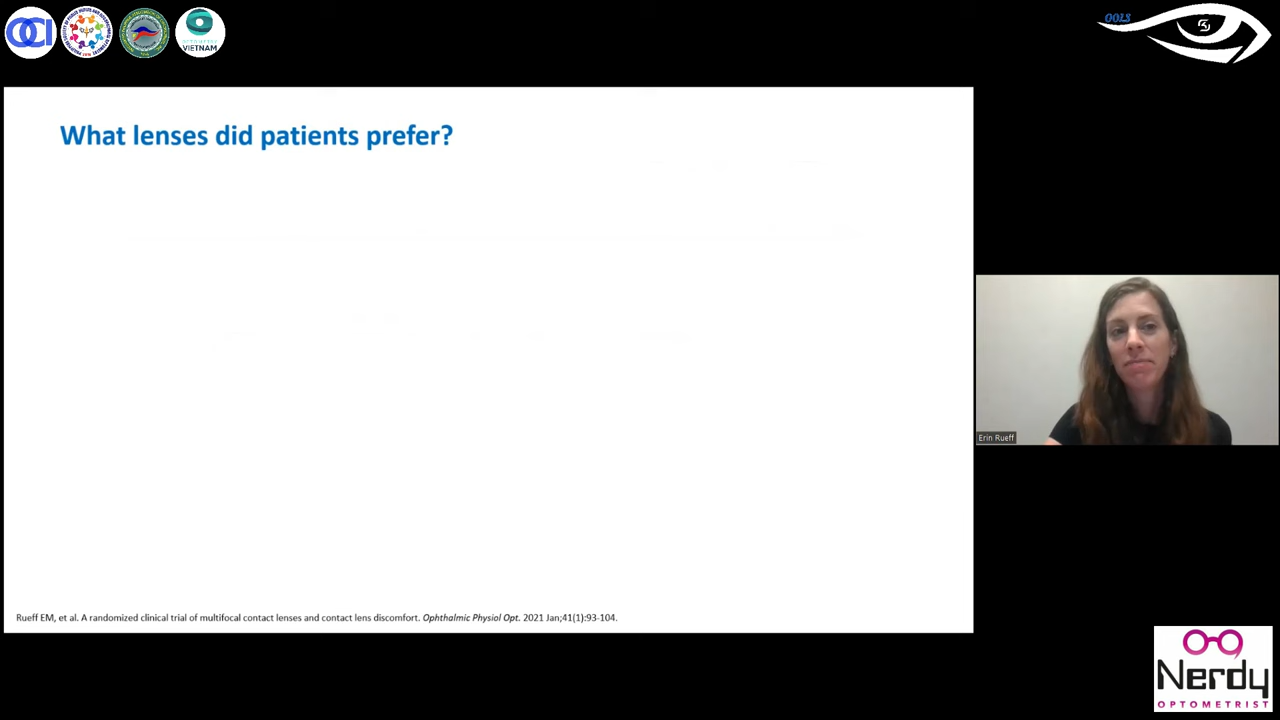 OCI
VIETNAM
OOLS
What lenses did patients prefer?
Erin Rueff
Rueff EM, et al. A randomized clinical trial of multifocal contact lenses and contact lens discomfort. Ophthalmic Physiol Opt. 2021 Jan;41(1):93-104.
Nerdy
OPTOMETRIST